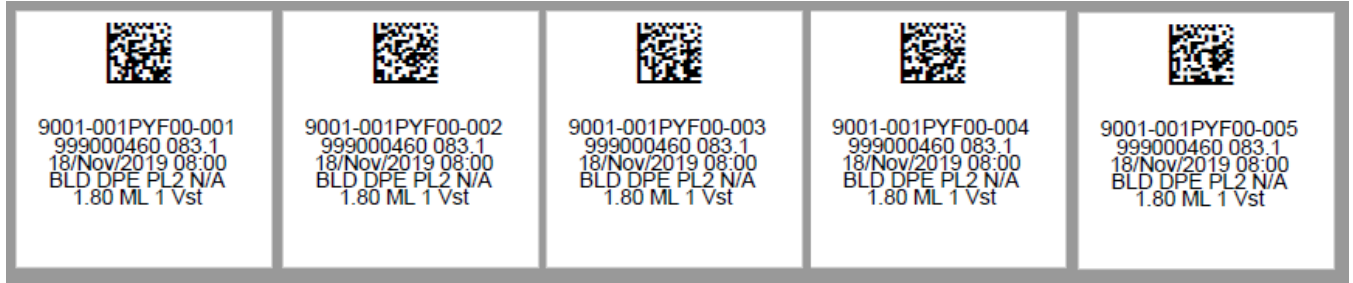 9001-001PYF00-001
999000460 083.1
18/Nov/2019 08:00
BLD DPE PL2 N/A
1.80 ML 1 Vst
9001-001PYF00-002
999000460 083.1
18/Nov/2019 08:00
BLD DPE PL2 N/A
1.80 ML 1 Vst
9001-001PYF00-003
999000460 083.1
18/Nov/2019 08:00
BLD DPE PL2 N/A
1.80 ML 1 Vst
9001-001PYF00-004
999000460 083.1
18/Nov/2019 08:00
BLD DPE PL2 N/A
1.80 ML 1 Vst
9001-001PYF00-005
999000460 083.1
18/Nov/2019 08:00
BLD DPE PL2 N/A
1.80 ML 1 Vst